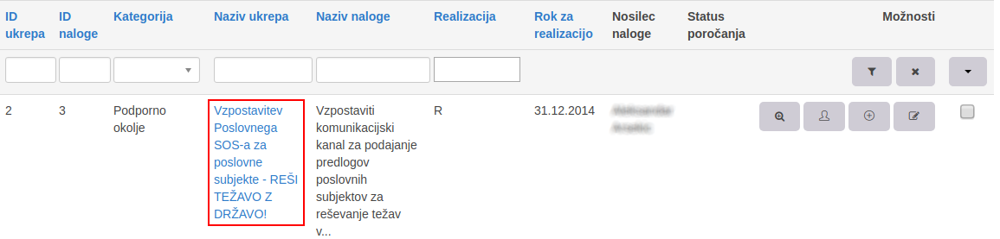 ID ukrepa
ID naloge
Kategorija
Naziv ukrepa
Naziv naloge
Realizacija
Rok za realizacijo
Nosilec naloge
Status poročanja
Možnosti
2
3
Podporno
okolje
Vzpostavitev
Poslovnega
SOS-a za
poslovne
subjekte - REŠI
TEŽAVO Z
DRŽAVO!
Vzpostaviti
komunikacijski
kanal za podajanje
predlogov
poslovnih
subjektov za
reševanje težav
v...
R
31.12.2014